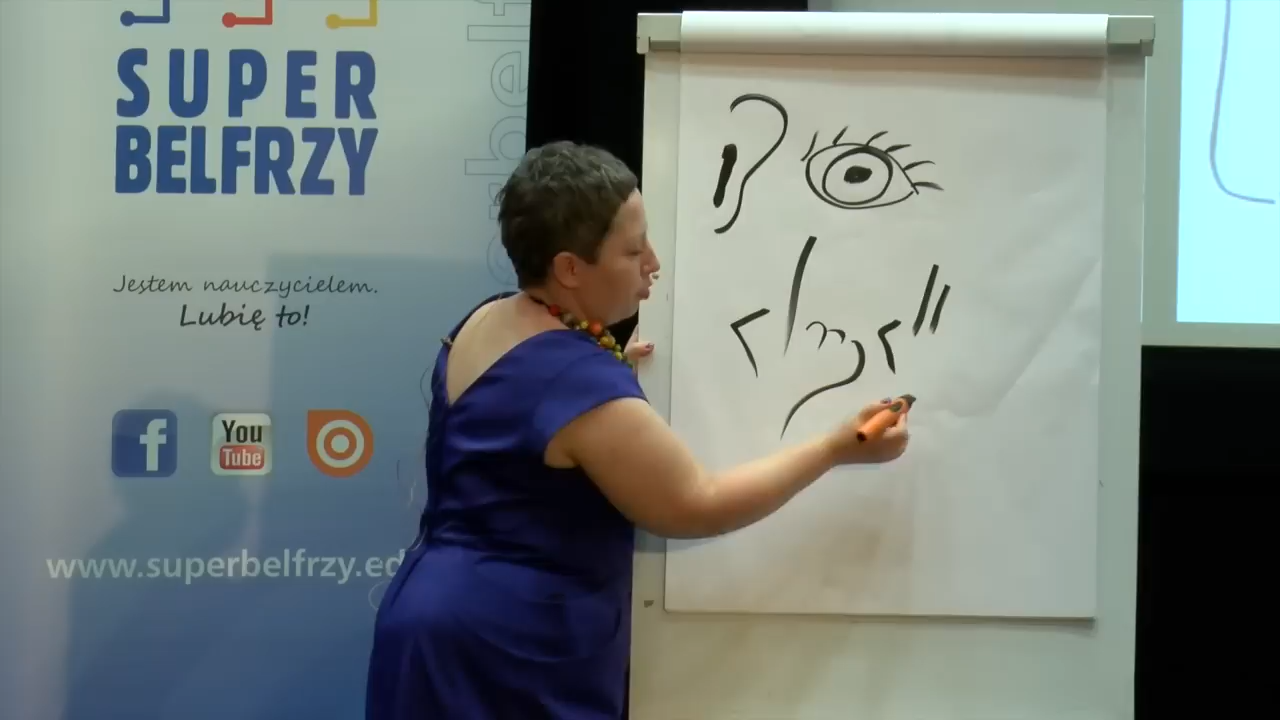 SUPER
BELFRZY
Jestem nauczycielem.
Lubię to!
You
Tube
www.superbelfrzy.ed